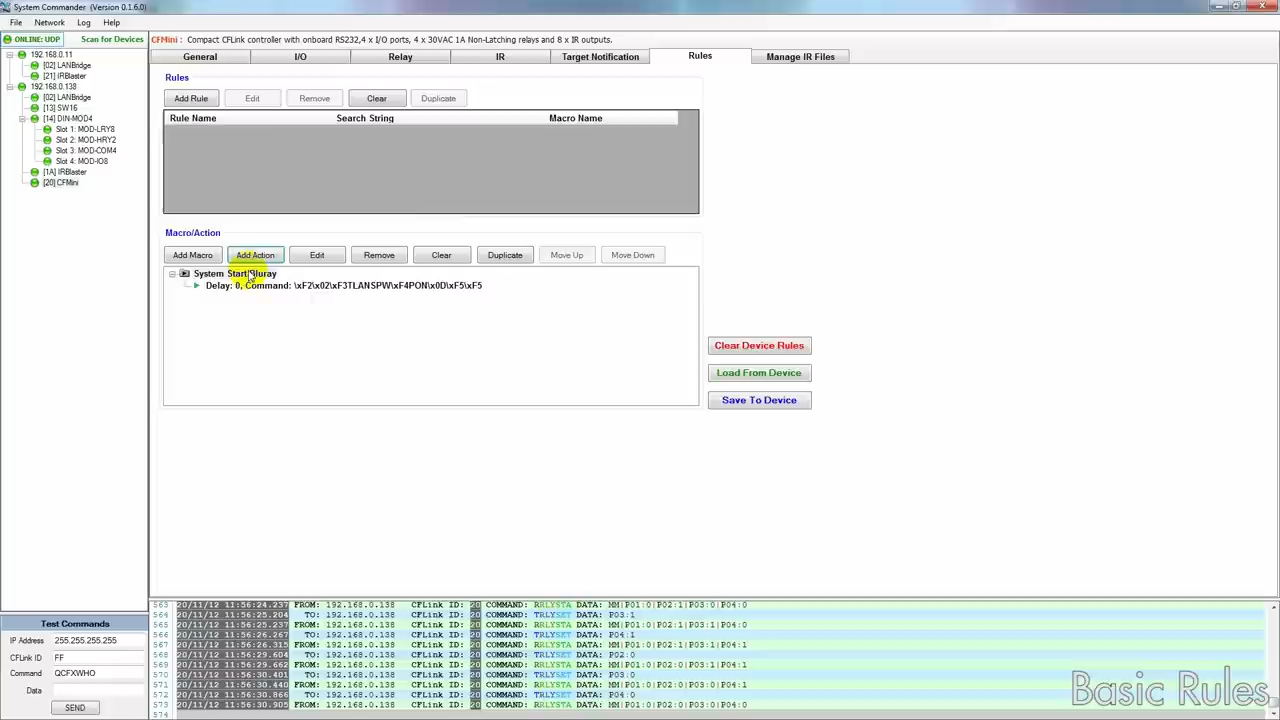 System Commander (Version 0.1.6.0)
File Network Log Help
ONLINE: UDP Scan for Devices
192.168.0.11
[02] LANBridge
[21] IRBlaster
192.168.0.138
[02] LANBridge
[13] SW16
[14] DIN-MOD4
Slot 1: MOD-LRY8
Slot 2: MOD-HRY2
Slot 3: MOD-COM4
Slot 4: MOD-IO8
[1A] IRBlaster
[20] CFMini
CFMini : Compact CFLink controller with onboard RS232,4 x I/O ports, 4 x 30VAC 1A Non-Latching relays and 8 x IR outputs.
General I/O Relay IR Target Notification Rules Manage IR Files
Rules
Add Rule Edit Remove Clear Duplicate
Rule Name Search String Macro Name
Macro/Action
Add Macro Add Action Edit Remove Clear Duplicate Move Up Move Down
System Start Bluray
Delay: 0, Command: \xF2\x02\xF3TLANSPW\xF4PON\x0D\xF5\xF5
Clear Device Rules
Load From Device
Save To Device
Test Commands
IP Address 255.255.255.255
CFLink ID FF
Command QCFXWHO
Data
SEND
563 20/11/12 11:56:24.237 FROM: 192.168.0.138 CFLink ID: 20 COMMAND: RRLYSTA DATA: MM|P01:0|P02:1|P03:0|P04:0
564 20/11/12 11:56:25.204 TO: 192.168.0.138 CFLink ID: 20 COMMAND: TRLYSET DATA: P03:1
565 20/11/12 11:56:25.237 FROM: 192.168.0.138 CFLink ID: 20 COMMAND: RRLYSTA DATA: MM|P01:0|P02:1|P03:1|P04:0
566 20/11/12 11:56:26.267 TO: 192.168.0.138 CFLink ID: 20 COMMAND: TRLYSET DATA: P04:1
567 20/11/12 11:56:26.315 FROM: 192.168.0.138 CFLink ID: 20 COMMAND: RRLYSTA DATA: MM|P01:0|P02:1|P03:1|P04:1
568 20/11/12 11:56:29.604 TO: 192.168.0.138 CFLink ID: 20 COMMAND: TRLYSET DATA: P02:0
569 20/11/12 11:56:29.662 FROM: 192.168.0.138 CFLink ID: 20 COMMAND: RRLYSTA DATA: MM|P01:0|P02:0|P03:1|P04:1
570 20/11/12 11:56:30.401 TO: 192.168.0.138 CFLink ID: 20 COMMAND: TRLYSET DATA: P03:0
571 20/11/12 11:56:30.440 FROM: 192.168.0.138 CFLink ID: 20 COMMAND: RRLYSTA DATA: MM|P01:0|P02:0|P03:0|P04:1
572 20/11/12 11:56:30.866 TO: 192.168.0.138 CFLink ID: 20 COMMAND: TRLYSET DATA: P04:0
573 20/11/12 11:56:30.905 FROM: 192.168.0.138 CFLink ID: 20 COMMAND: RRLYSTA DATA: MM|P01:0|P02:0|P03:0|P04:0
574
Basic Rules